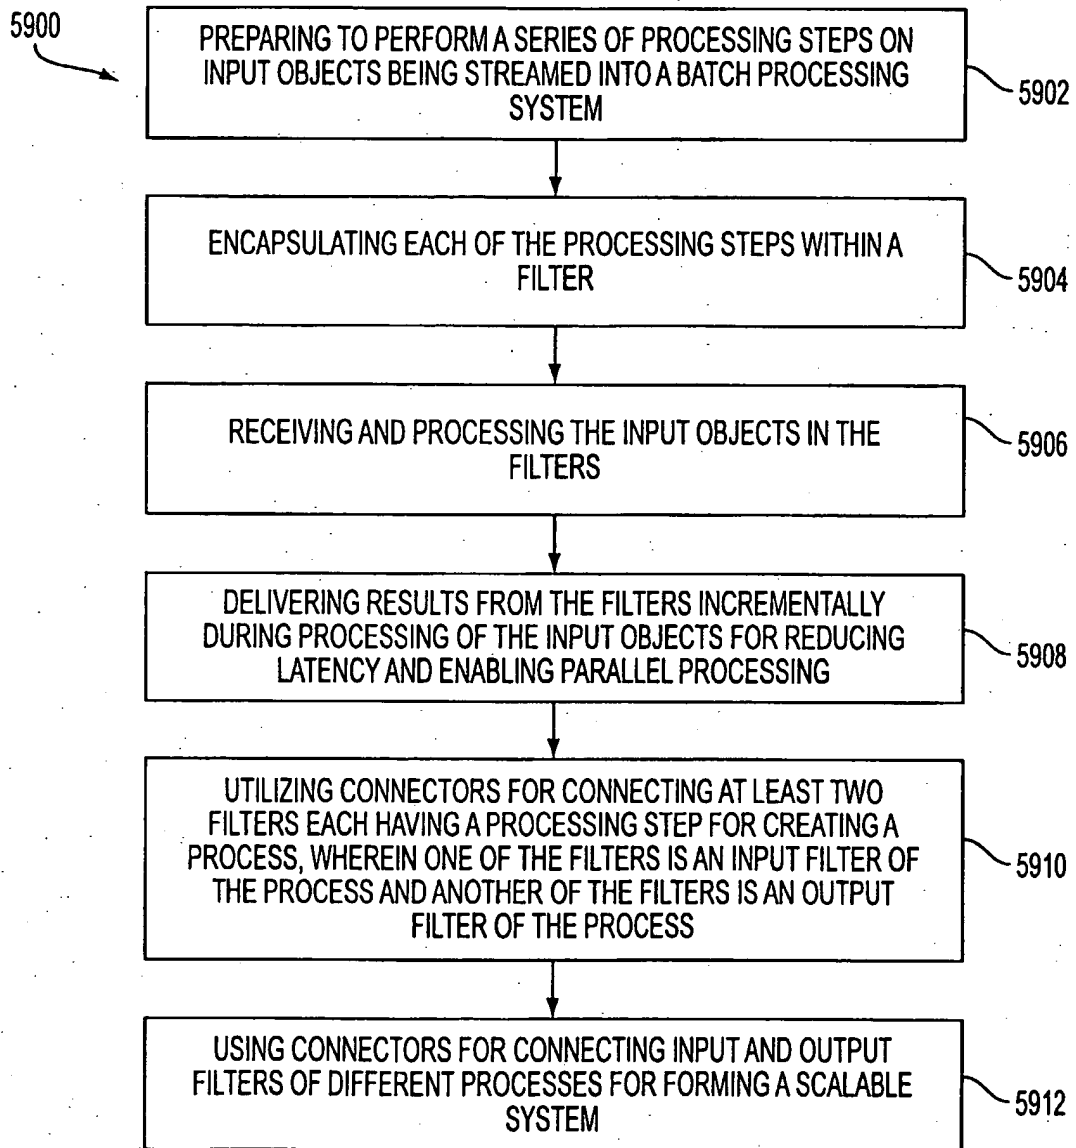 5900
PREPARING TO PERFORM A SERIES OF PROCESSING STEPS ON
INPUT OBJECTS BEING STREAMED INTO A BATCH PROCESSING
SYSTEM
5902
ENCAPSULATING EACH OF THE PROCESSING STEPS WITHIN A
FILTER
5904
RECEIVING AND PROCESSING THE INPUT OBJECTS IN THE
FILTERS
5906
DELIVERING RESULTS FROM THE FILTERS INCREMENTALLY
DURING PROCESSING OF THE INPUT OBJECTS FOR REDUCING
LATENCY AND ENABLING PARALLEL PROCESSING
5908
UTILIZING CONNECTORS FOR CONNECTING AT LEAST TWO
FILTERS EACH HAVING A PROCESSING STEP FOR CREATING A
PROCESS, WHEREIN ONE OF THE FILTERS IS AN INPUT FILTER OF
THE PROCESS AND ANOTHER OF THE FILTERS IS AN OUTPUT
FILTER OF THE PROCESS
5910
USING CONNECTORS FOR CONNECTING INPUT AND OUTPUT
FILTERS OF DIFFERENT PROCESSES FOR FORMING A SCALABLE
SYSTEM
5912